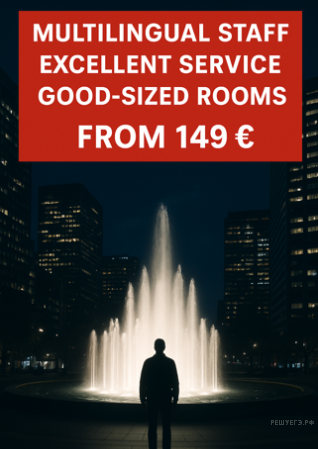 MULTILINGUAL STAFF
EXCELLENT SERVICE
GOOD-SIZED ROOMS
FROM 149 €
РЕШУЕГЭ.РФ